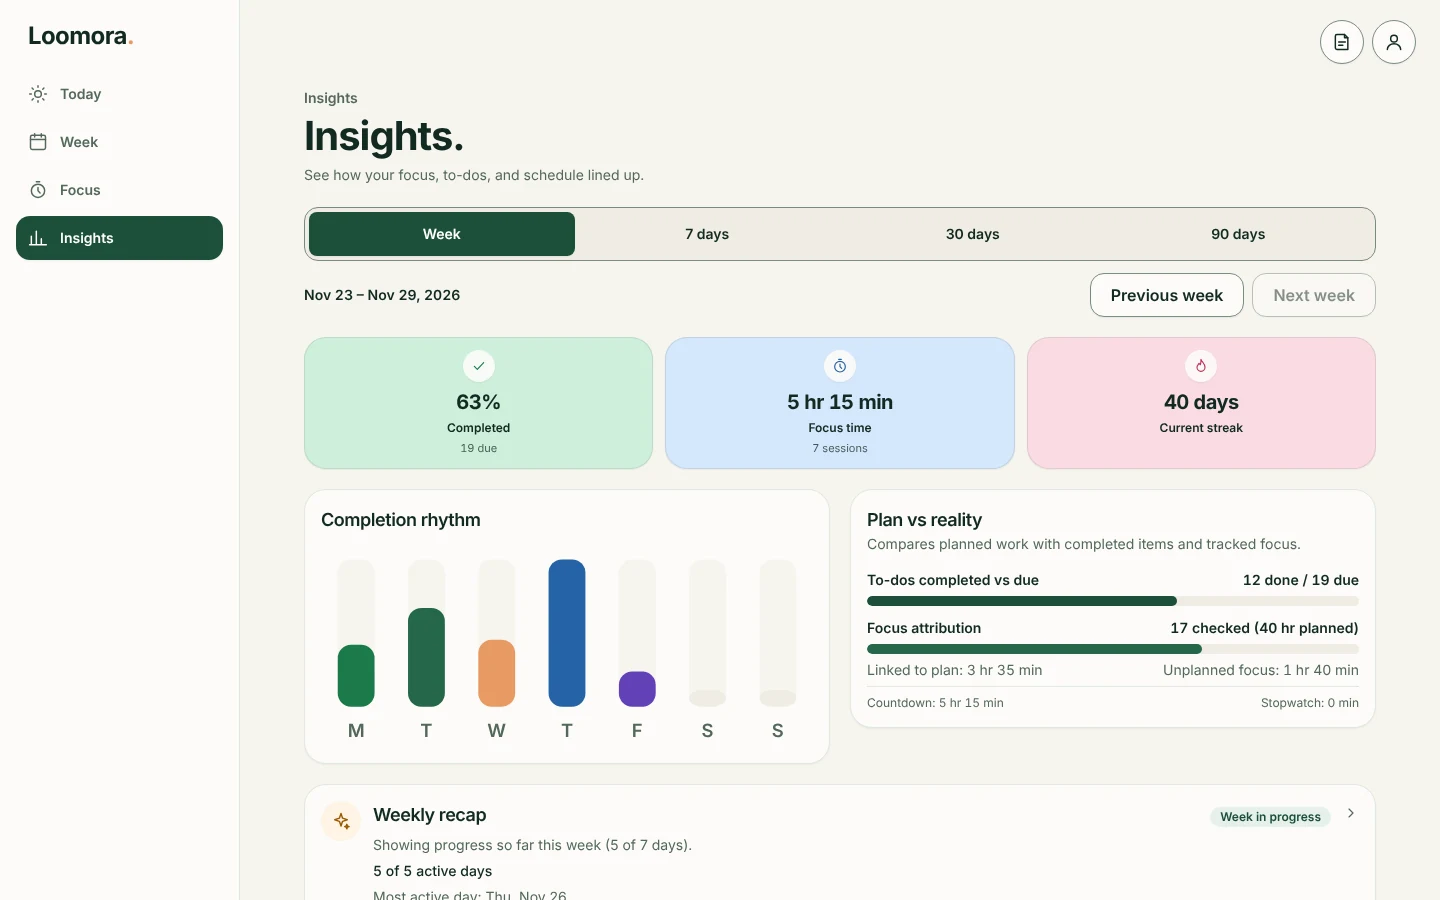 Loomora.
Today
Week
Focus
Insights
Insights
Insights.
See how your focus, to-dos, and schedule lined up.
Week 7 days 30 days 90 days
Nov 23 – Nov 29, 2026
Previous week Next week
63%
Completed
19 due
5 hr 15 min
Focus time
7 sessions
40 days
Current streak
Completion rhythm
M T W T F S S
Plan vs reality
Compares planned work with completed items and tracked focus.
To-dos completed vs due 12 done / 19 due
Focus attribution 17 checked (40 hr planned)
Linked to plan: 3 hr 35 min Unplanned focus: 1 hr 40 min
Countdown: 5 hr 15 min Stopwatch: 0 min
Weekly recap
Week in progress
Showing progress so far this week (5 of 7 days).
5 of 5 active days
Most active day: Thu, Nov 26